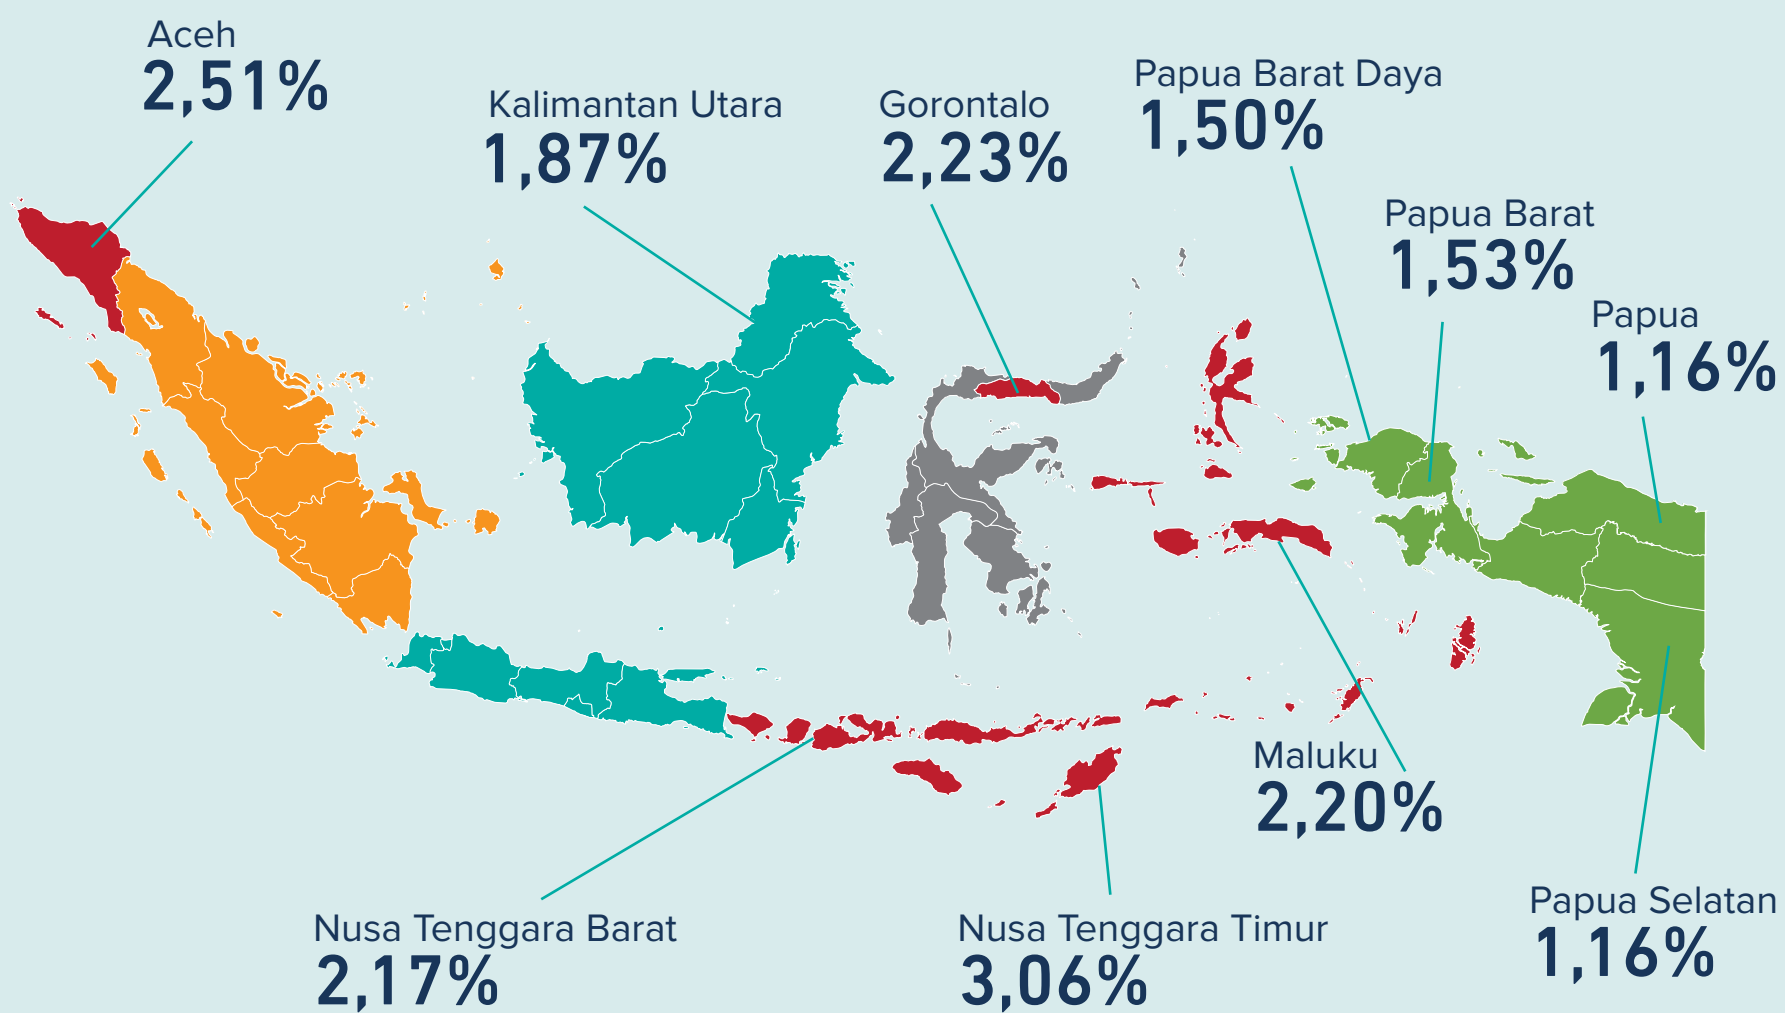 Aceh
2,51%
Kalimantan Utara
1,87%
Gorontalo
2,23%
Papua Barat Daya
1,50%
Papua Barat
1,53%
Papua
1,16%
Maluku
2,20%
Nusa Tenggara Barat
2,17%
Nusa Tenggara Timur
3,06%
Papua Selatan
1,16%